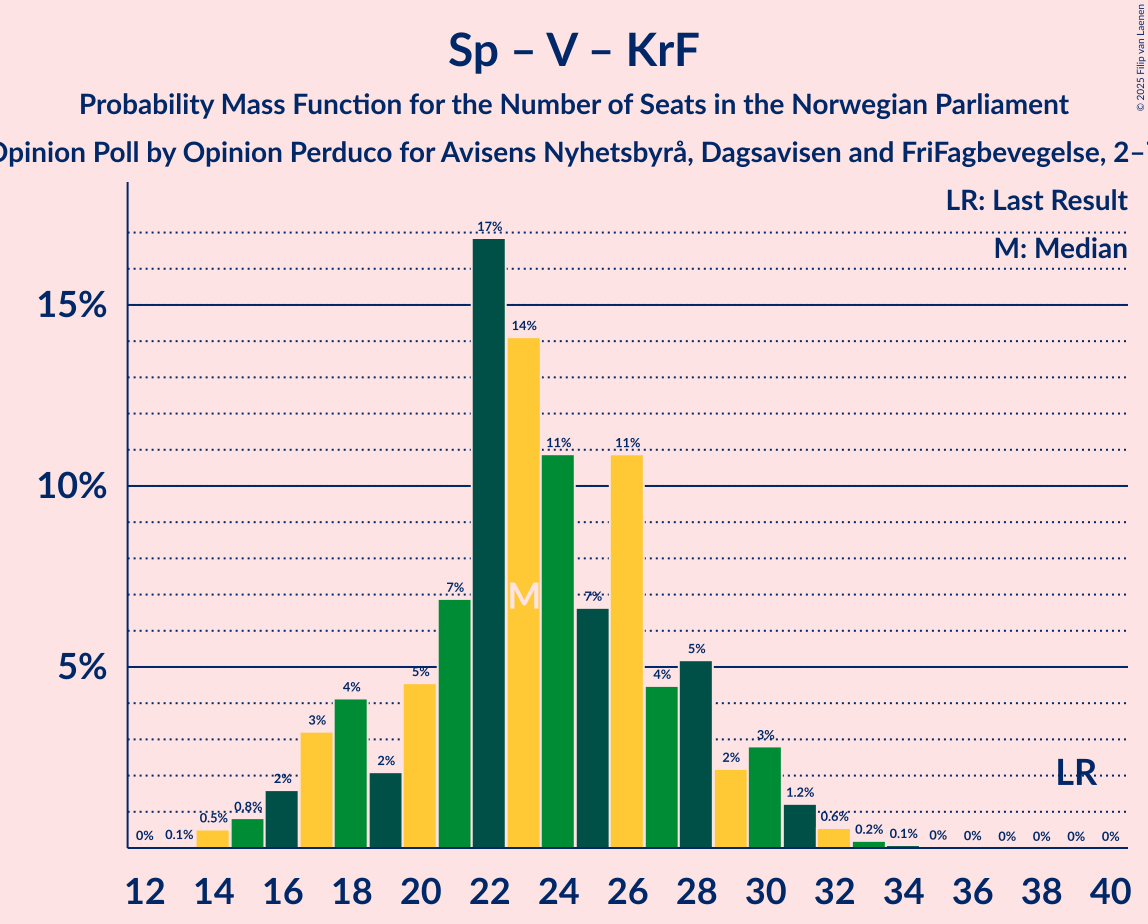 Sp – V – KrF
Probability Mass Function for the Number of Seats in the Norwegian Parliament
Opinion Poll by Opinion Perduco for Avisens Nyhetsbyrå, Dagsavisen and FriFagbevegelse, 2–
© 2025 Filip van Laenen
LR: Last Result
M: Median
15%
10%
5%
0% 0.1% 0.5% 0.8% 2% 3% 4% 2% 5% 7% 17% 14% 11% 7% 11% 4% 5% 2% 3% 1.2% 0.6% 0.2% 0.1% 0% 0% 0% 0% 0% 0%
M
LR
12 14 16 18 20 22 24 26 28 30 32 34 36 38 40